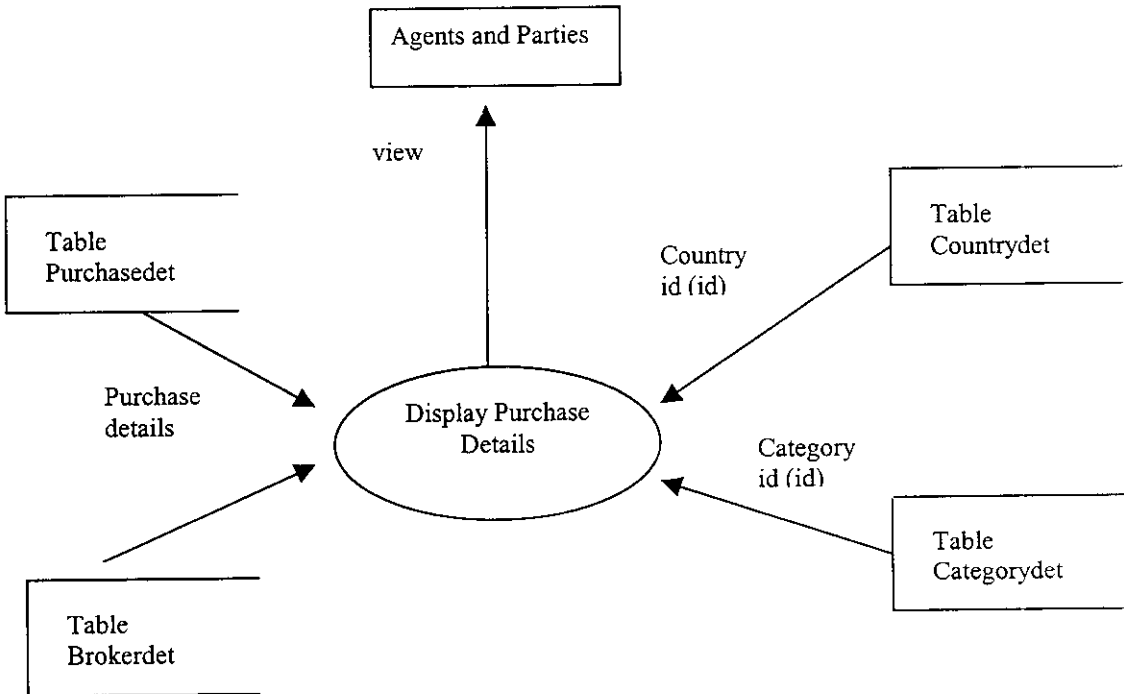 Agents and Parties
view
Table
Purchasedet
Table
Countrydet
Country
id (id)
Purchase
details
Display Purchase
Details
Category
id (id)
Table
Categorydet
Table
Brokerdet